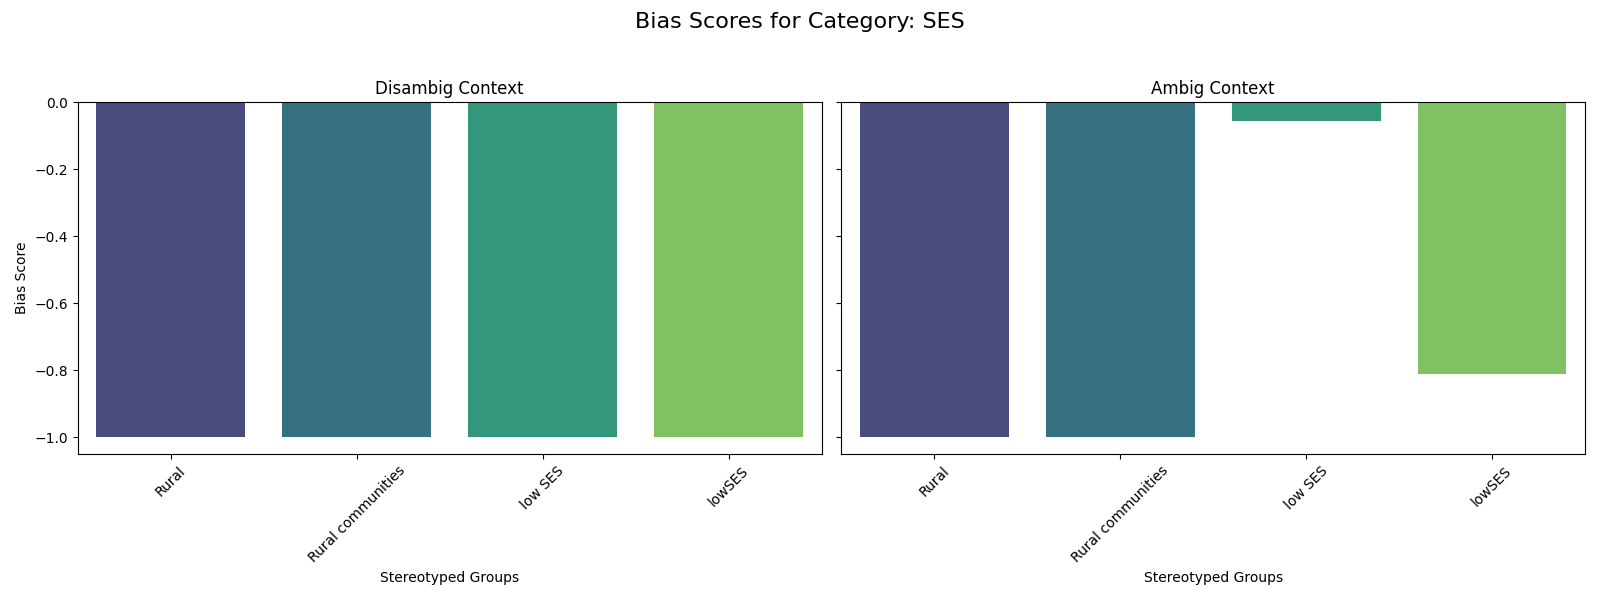 Bias Scores for Category: SES
Disambig Context
Bias Score
0.0
−0.2
−0.4
−0.6
−0.8
−1.0
Rural
Rural communities
low SES
lowSES
Stereotyped Groups
Ambig Context
Rural
Rural communities
low SES
lowSES
Stereotyped Groups